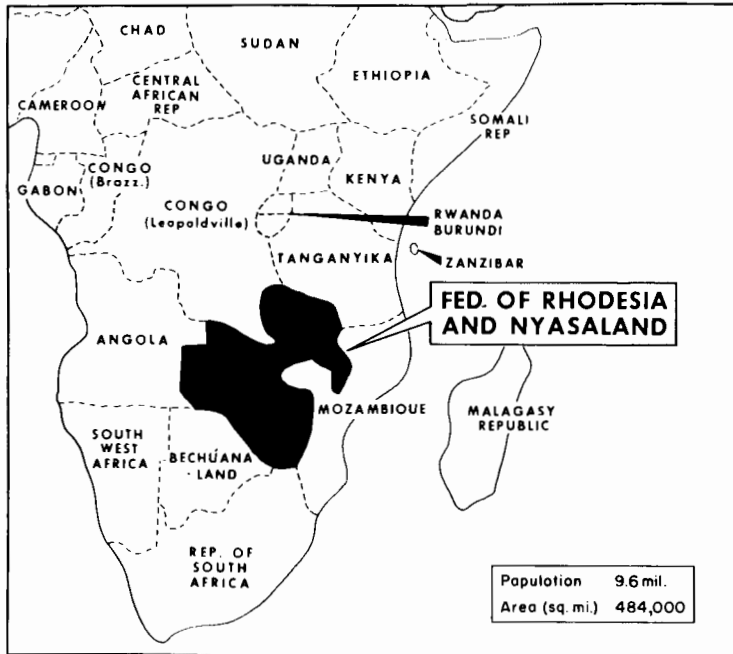 CHAD
SUDAN
ETHIOPIA
CENTRAL
AFRICAN
REP
CAMEROON
SOMALI
REP
UGANDA
KENYA
CONGO
(Brazz.)
GABON
CONGO
(Leopoldville)
RWANDA
BURUNDI
TANGANYIKA
ZANZIBAR
FED. OF RHODESIA
AND NYASALAND
ANGOLA
MOZAMBIQUE
MALAGASY
REPUBLIC
SOUTH
WEST
AFRICA
BECHUANA
LAND
REP. OF
SOUTH
AFRICA
Population 9.6 mil.
Area (sq. mi.) 484,000